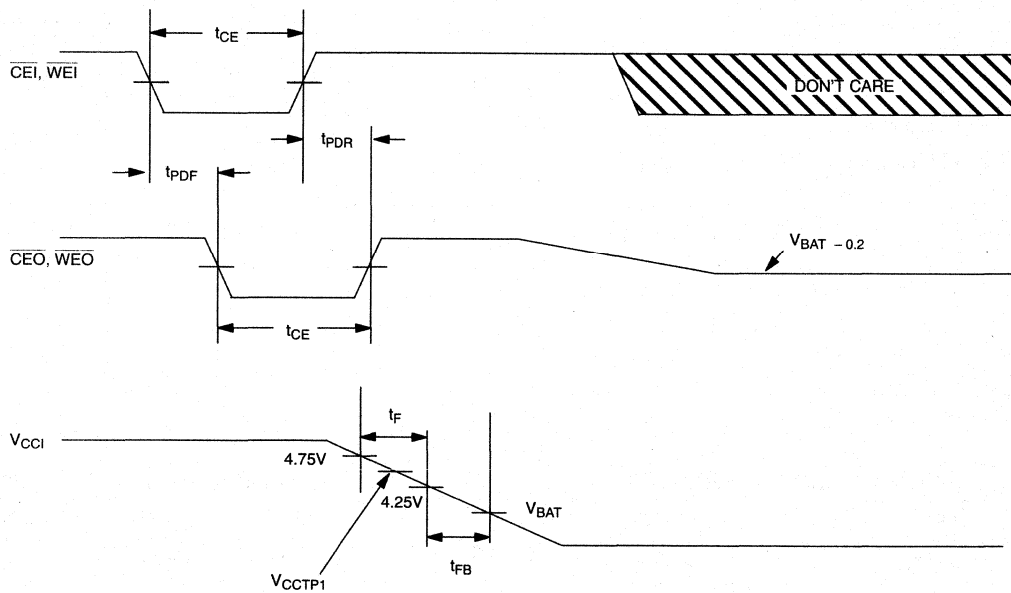 tCE
CEI, WEI
DON'T CARE
tPDR
tPDF
CEO, WEO
VBAT – 0.2
tCE
tF
VCCI
4.75V
4.25V
VBAT
tFB
VCCTP1